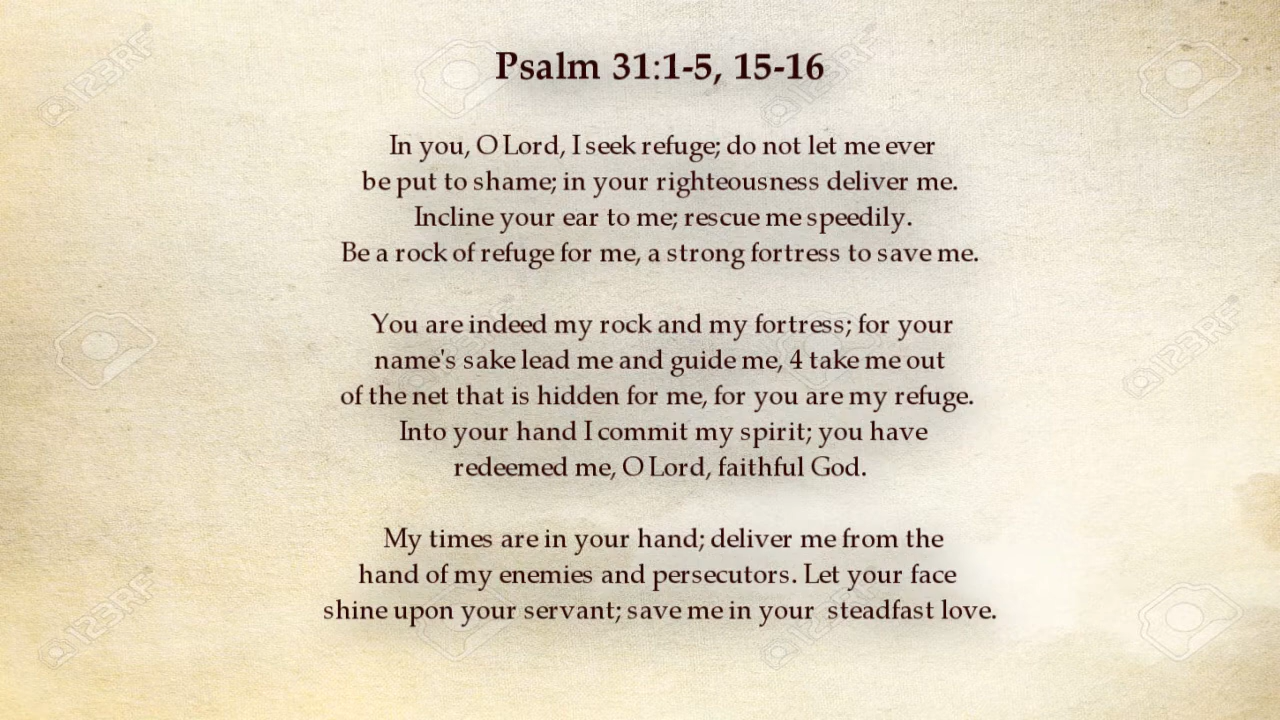 Psalm 31:1-5, 15-16
In you, O Lord, I seek refuge; do not let me ever
be put to shame; in your righteousness deliver me.
Incline your ear to me; rescue me speedily.
Be a rock of refuge for me, a strong fortress to save me.
You are indeed my rock and my fortress; for your
name's sake lead me and guide me, 4 take me out
of the net that is hidden for me, for you are my refuge.
Into your hand I commit my spirit; you have
redeemed me, O Lord, faithful God.
My times are in your hand; deliver me from the
hand of my enemies and persecutors. Let your face
shine upon your servant; save me in your  steadfast love.
123RF
123RF
123RF
123RF
123RF